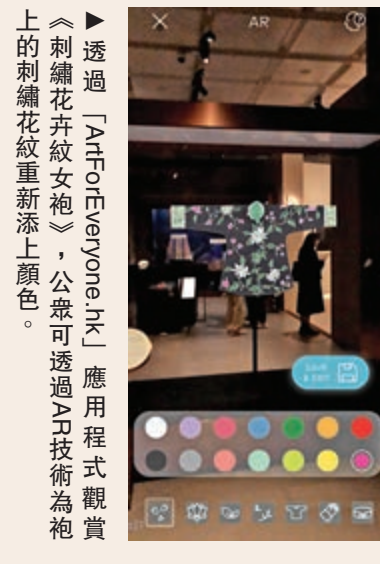 ▶透過「ArtForEveryone.hk」應用程式觀賞
《刺繡花卉紋女袍》，公眾可透過AR技術為袍
上的刺繡花紋重新添上顏色。
AR
SAVE
& EXIT